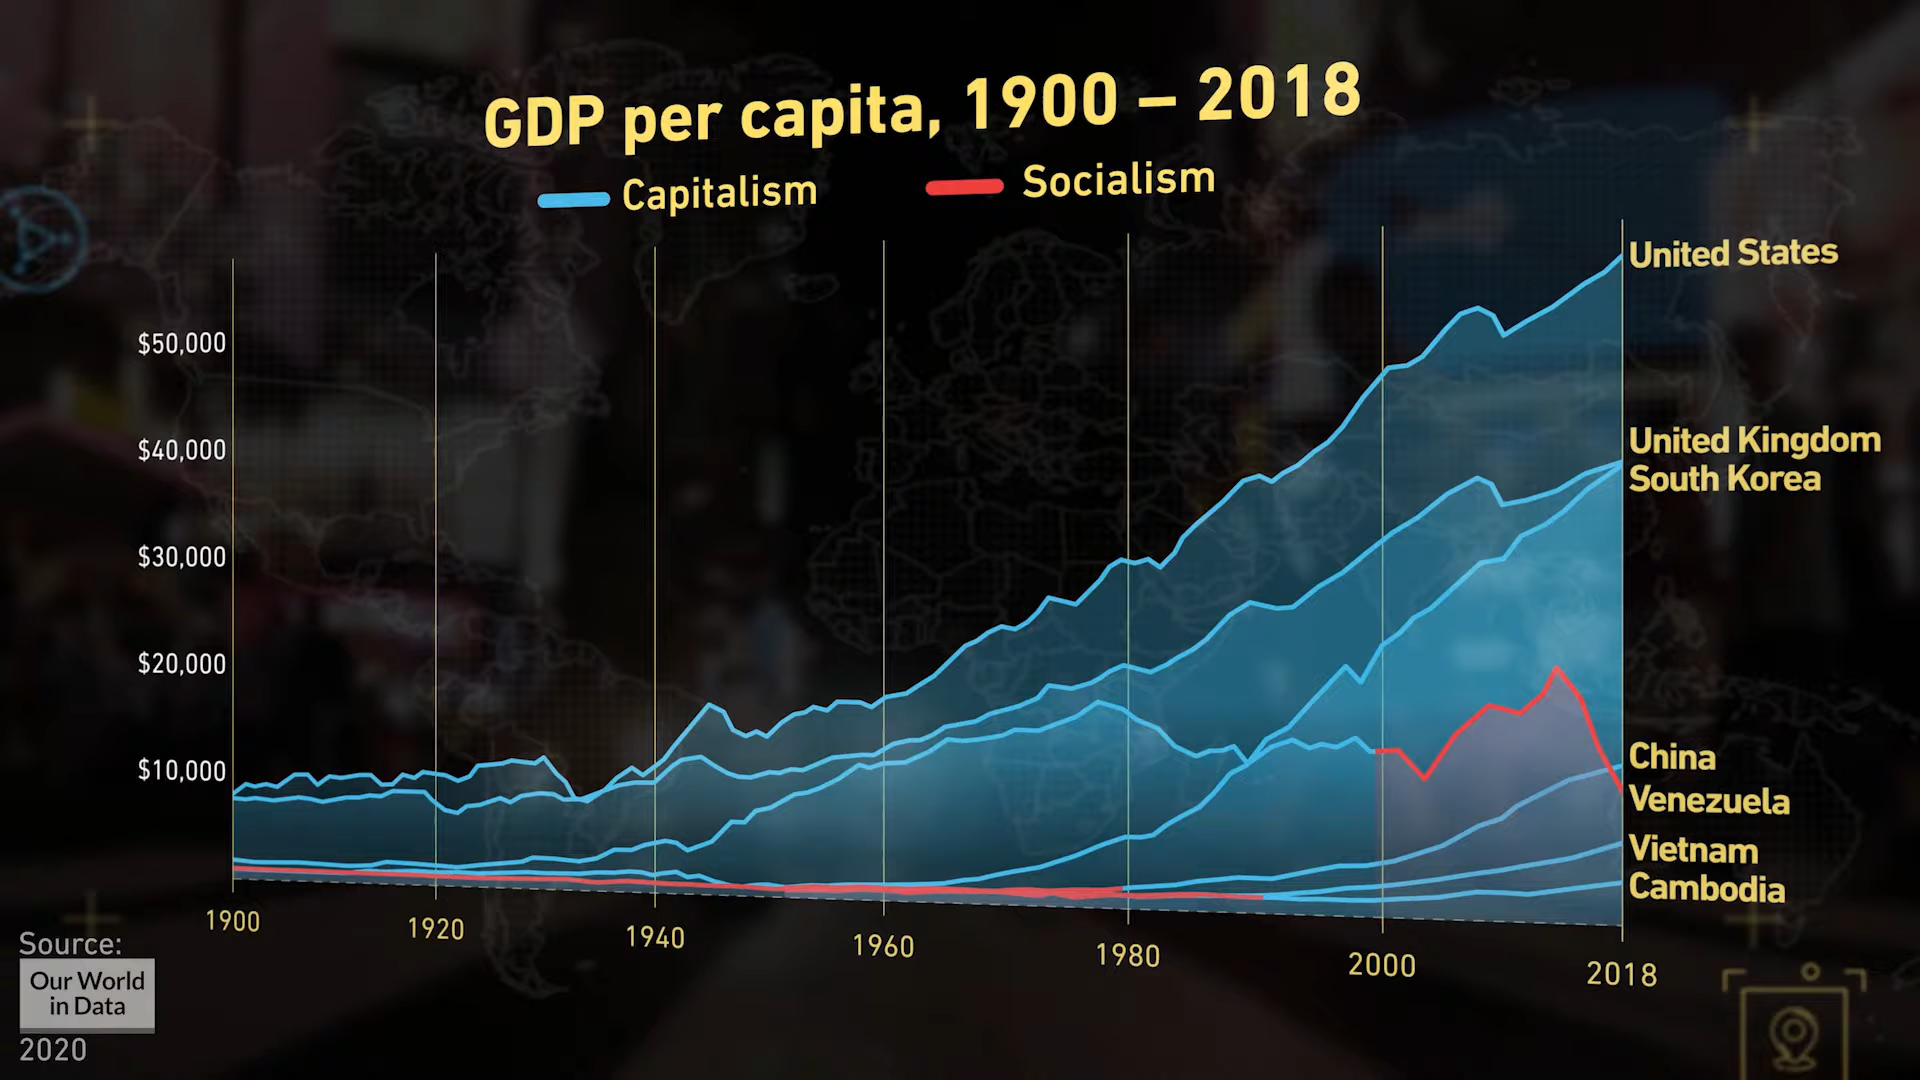 GDP per capita, 1900 – 2018
Capitalism
Socialism
$50,000
$40,000
$30,000
$20,000
$10,000
United States
United Kingdom
South Korea
China
Venezuela
Vietnam
Cambodia
1900
1920
1940
1960
1980
2000
2018
Source:
Our World
in Data
2020